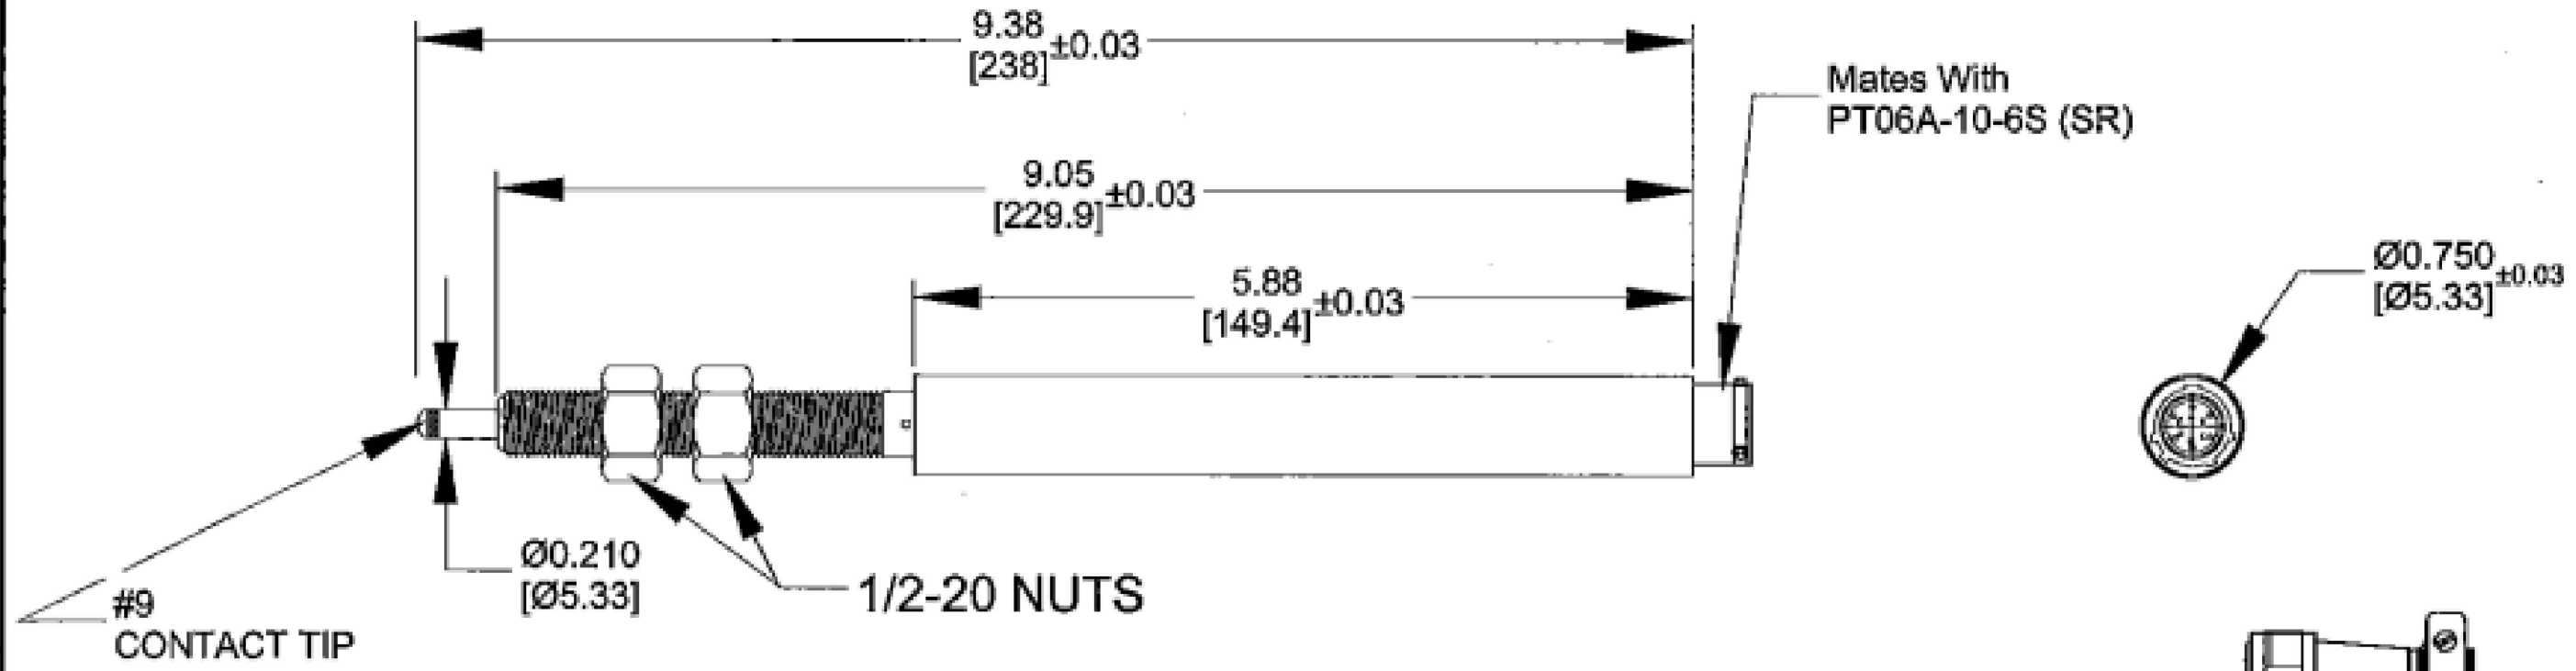 9.38
[238]
±0.03
Mates With
PT06A-10-6S (SR)
9.05
[229.9]
±0.03
5.88
[149.4]
±0.03
Ø0.750
[Ø5.33]
±0.03
Ø0.210
[Ø5.33]
1/2-20 NUTS
#9
CONTACT TIP